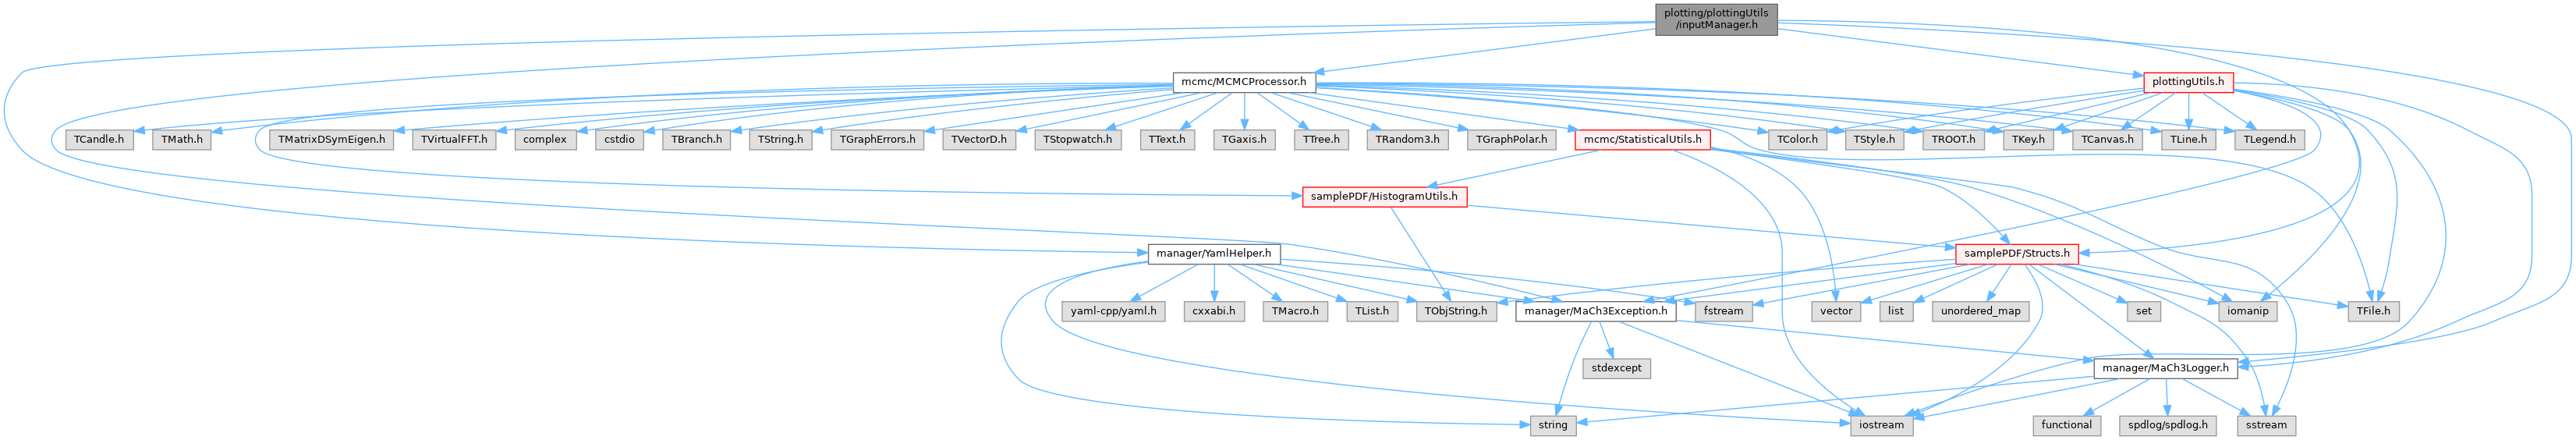 plotting/plottingUtils
/inputManager.h
mcmc/MCMCProcessor.h
plottingUtils.h
TCandle.h
TMath.h
TMatrixDSymEigen.h
TVirtualFFT.h
complex
cstdio
TBranch.h
TString.h
TGraphErrors.h
TVectorD.h
TStopwatch.h
TText.h
TGaxis.h
TTree.h
TRandom3.h
TGraphPolar.h
mcmc/StatisticalUtils.h
TColor.h
TStyle.h
TROOT.h
TKey.h
TCanvas.h
TLine.h
TLegend.h
samplePDF/HistogramUtils.h
manager/YamlHelper.h
samplePDF/Structs.h
yaml-cpp/yaml.h
cxxabi.h
TMacro.h
TList.h
TObjString.h
manager/MaCh3Exception.h
fstream
vector
list
unordered_map
set
iomanip
TFile.h
stdexcept
manager/MaCh3Logger.h
string
iostream
functional
spdlog/spdlog.h
sstream